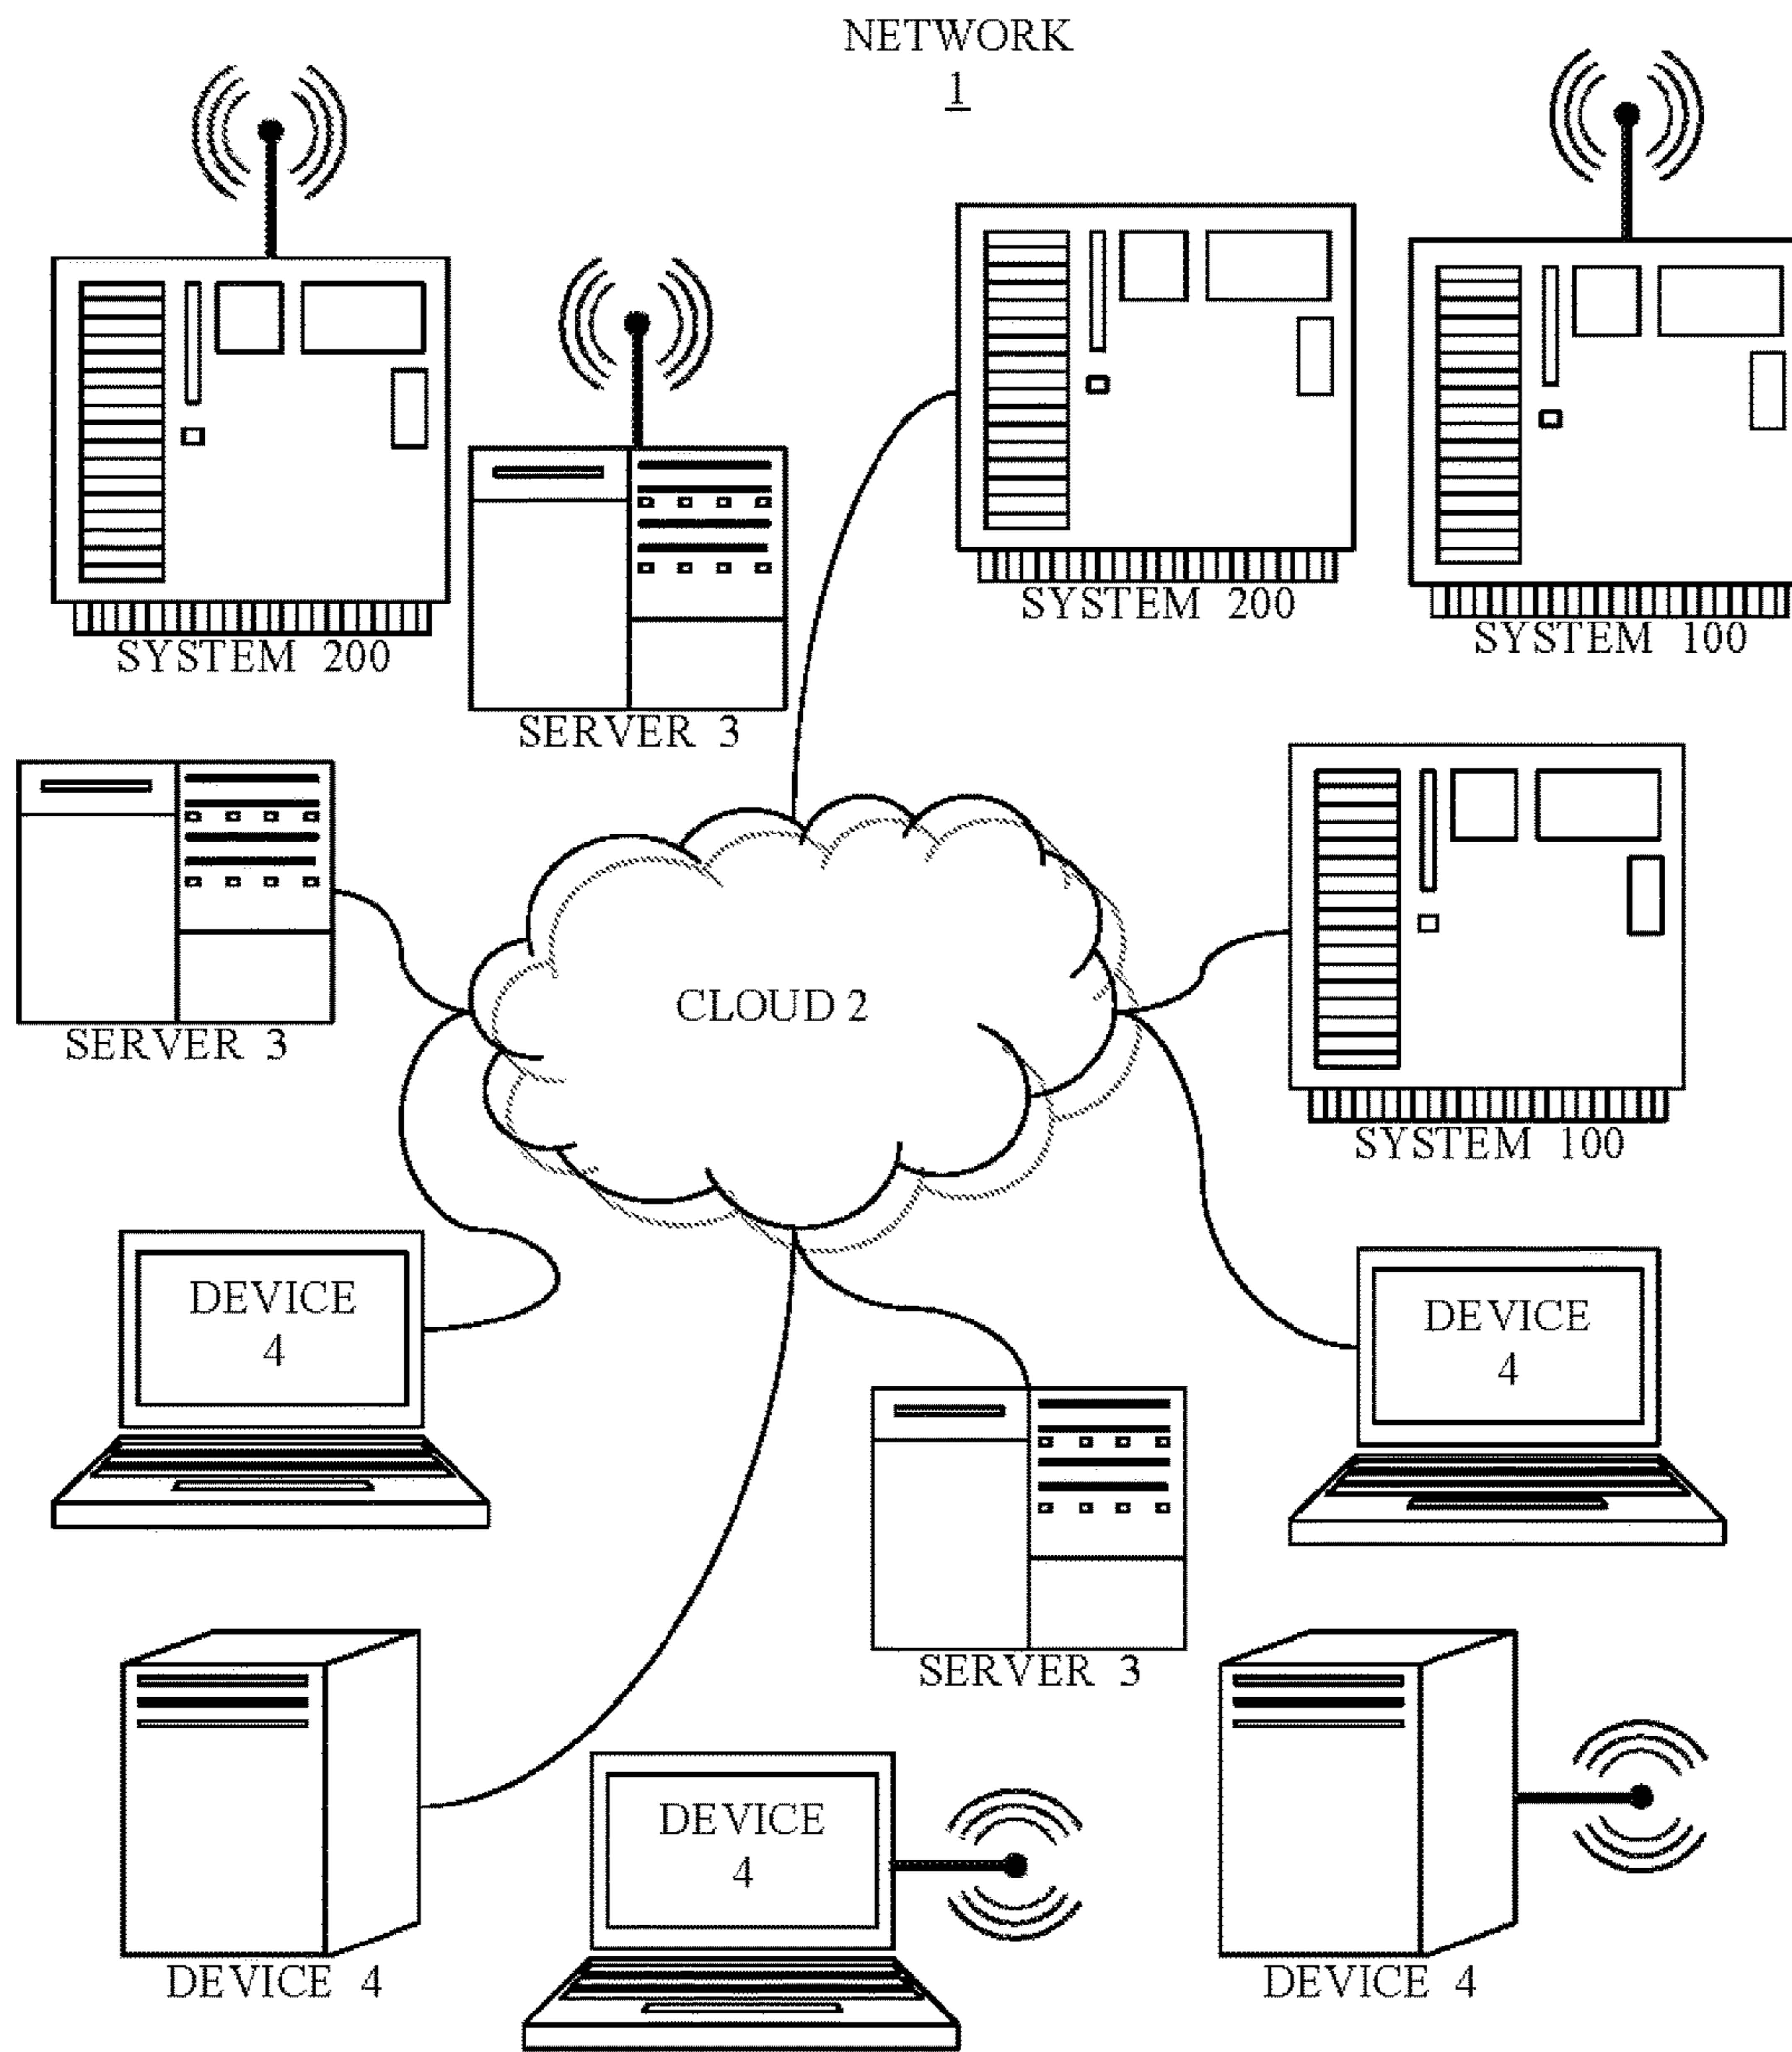 NETWORK
1
SYSTEM 200
SYSTEM 200
SYSTEM 100
SERVER 3
SERVER 3
CLOUD 2
SYSTEM 100
DEVICE
4
DEVICE
4
SERVER 3
DEVICE
4
DEVICE 4
DEVICE 4